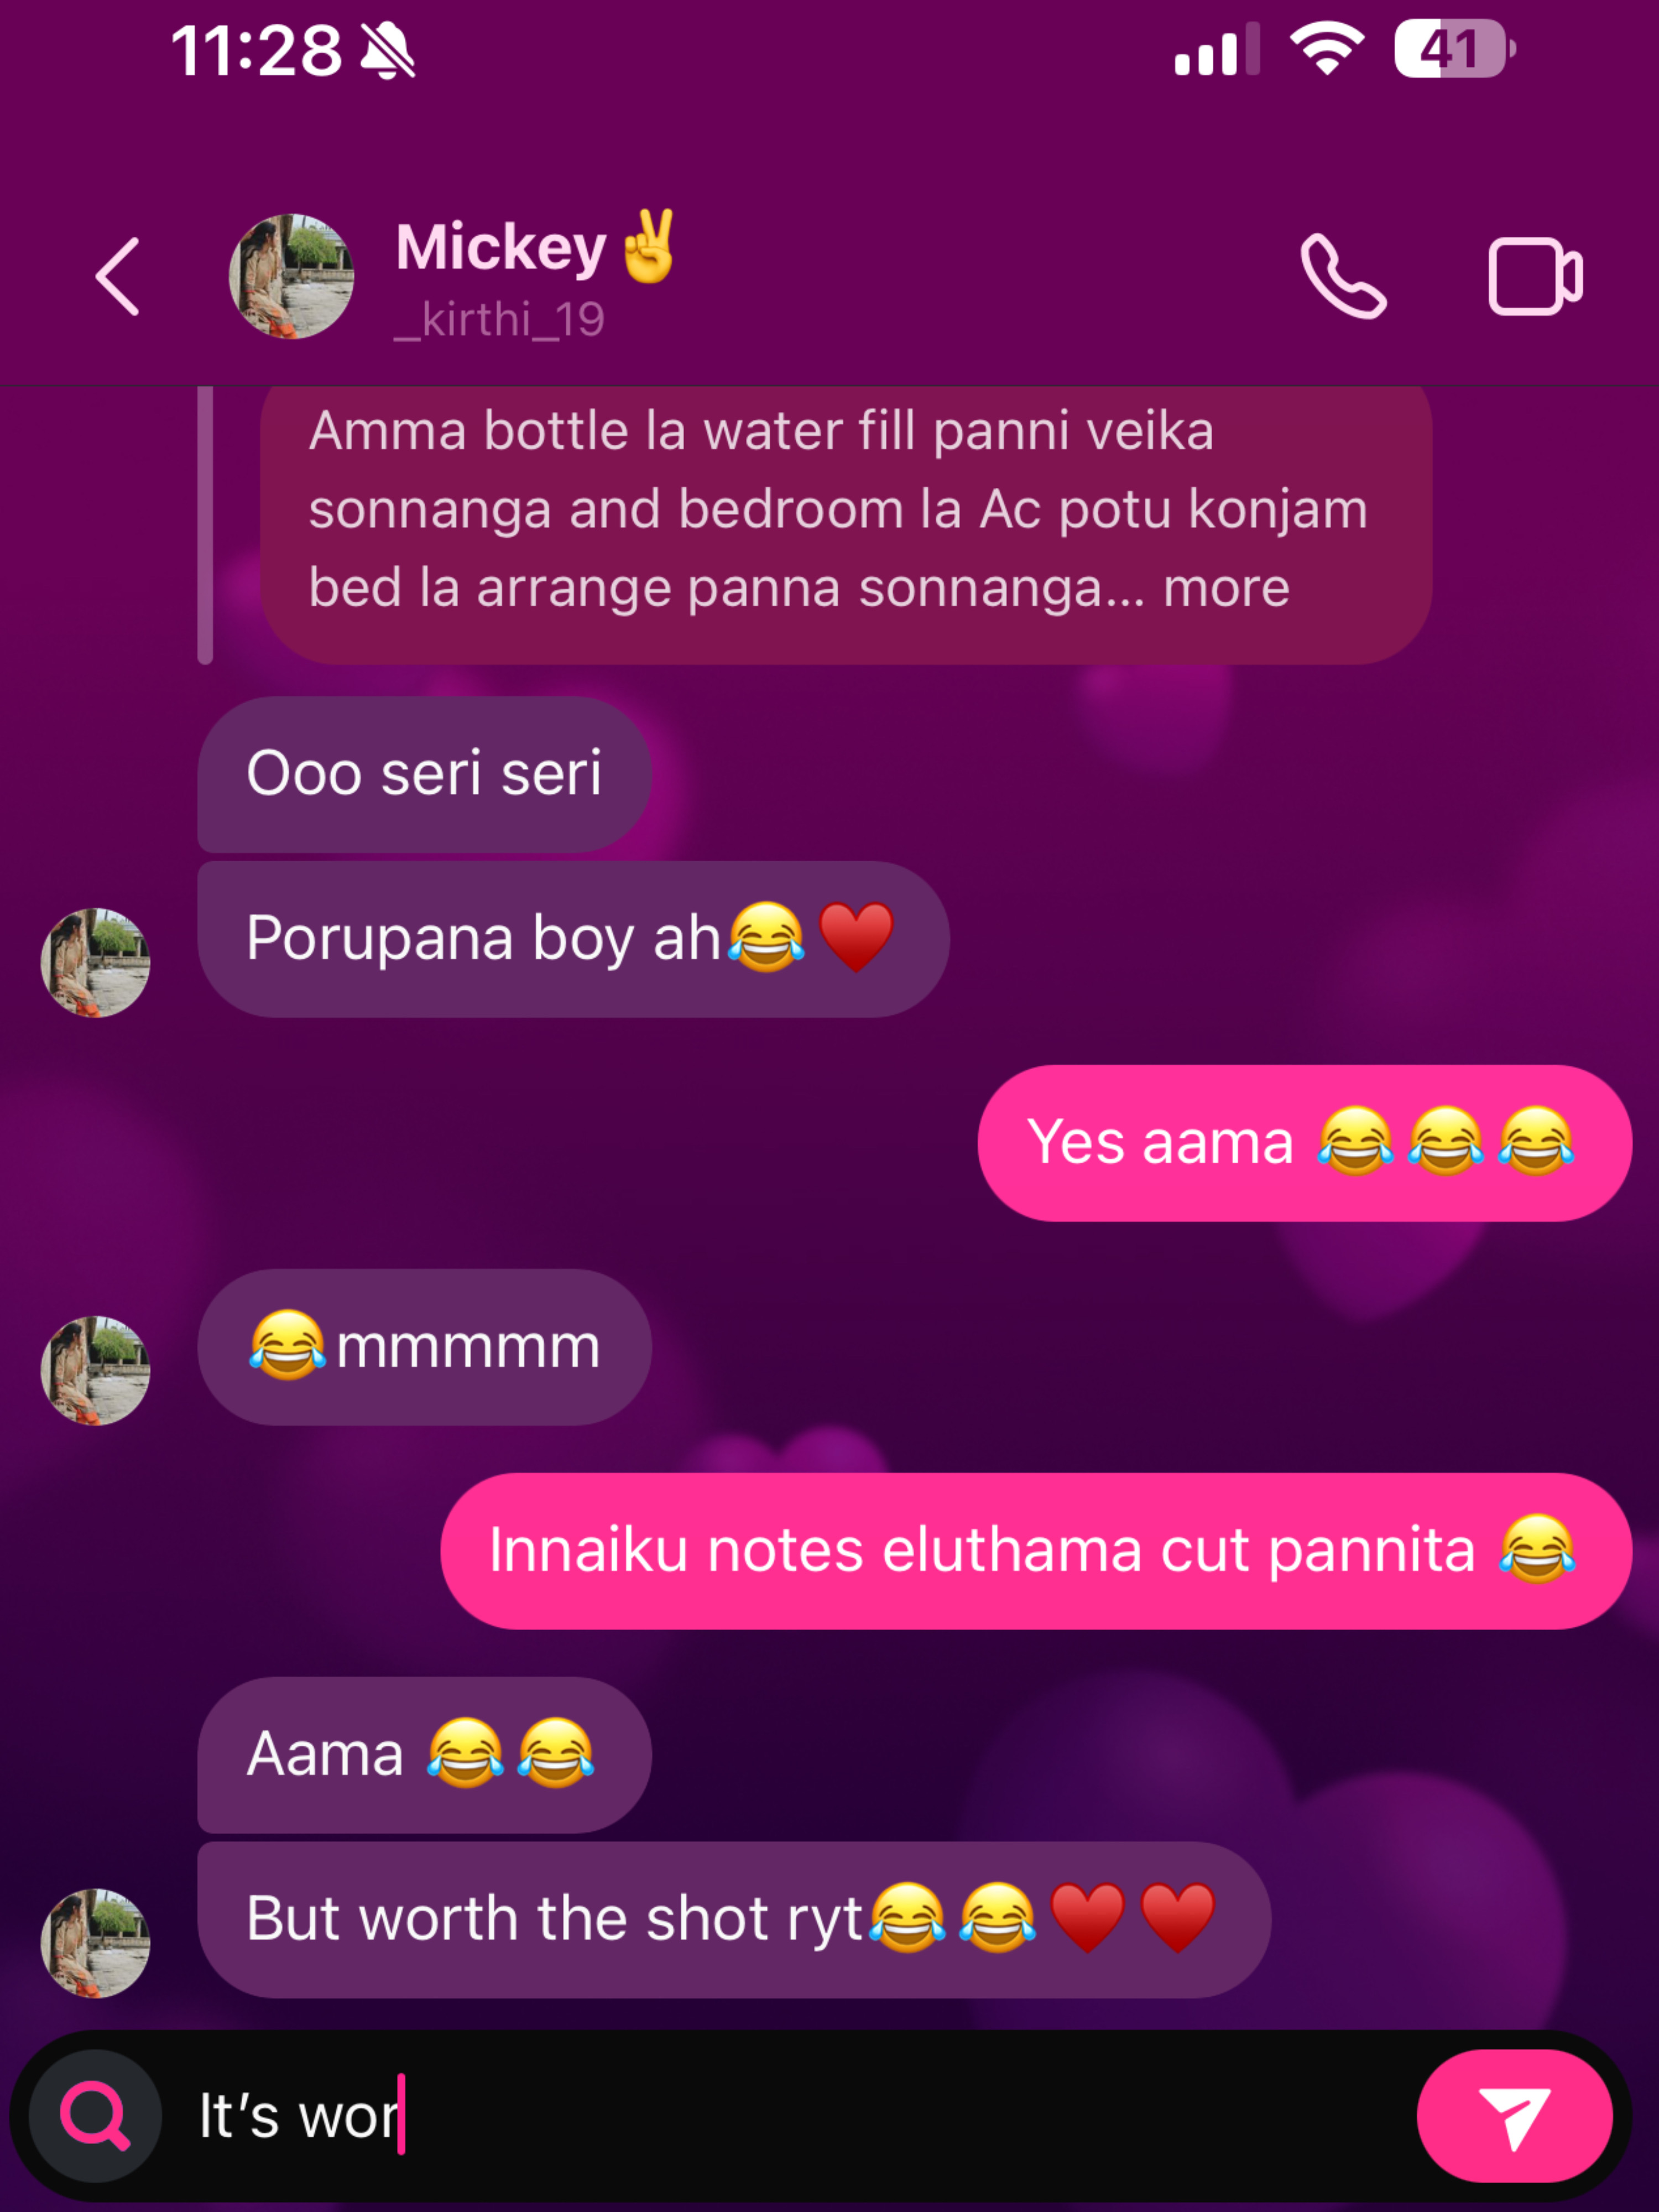 11:28
41
Mickey✌️
_kirthi_19
Amma bottle la water fill panni veika
sonnanga and bedroom la Ac potu konjam
bed la arrange panna sonnanga... more
Ooo seri seri
Porupana boy ah😂♥️
Yes aama 😂😂😂
😂mmmmm
Innaiku notes eluthama cut pannita 😂
Aama 😂😂
But worth the shot ryt😂😂♥️♥️
It’s wor